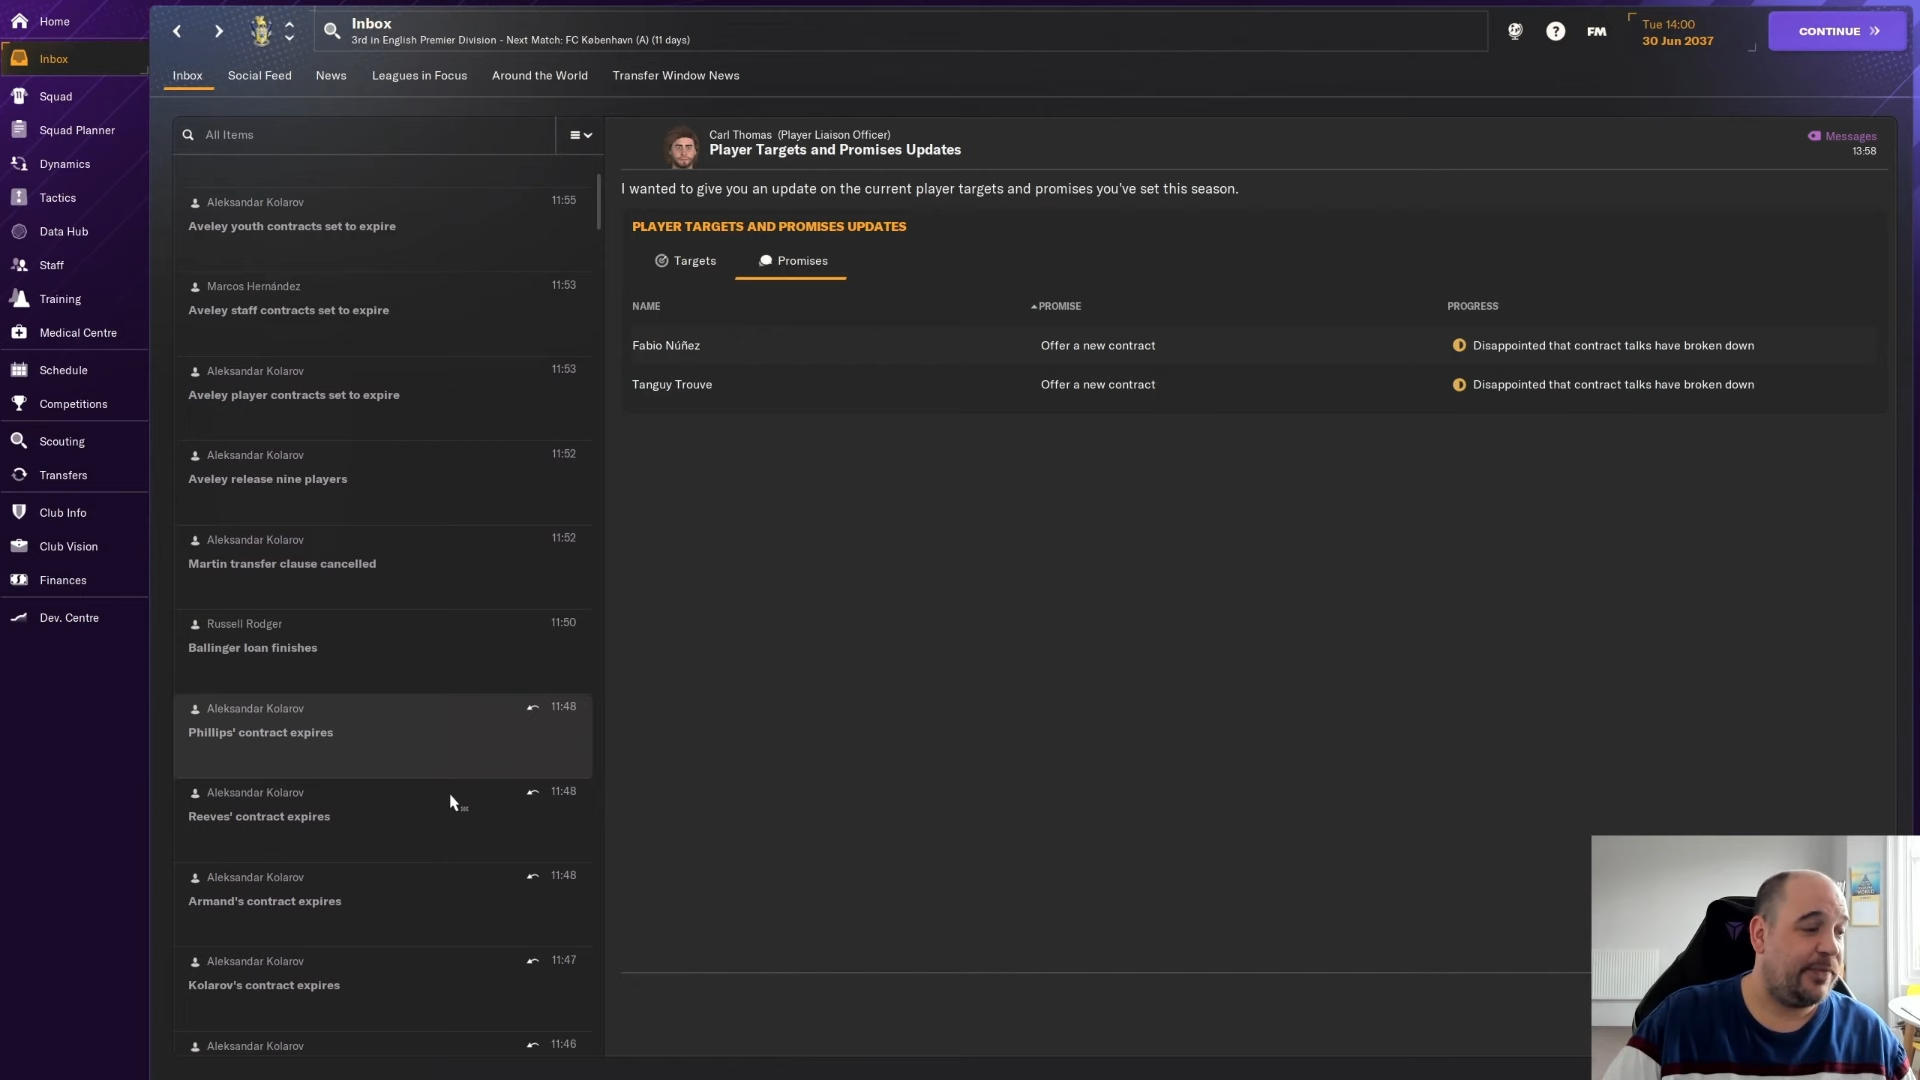 Home
Inbox
Squad
Squad Planner
Dynamics
Tactics
Data Hub
Staff
Training
Medical Centre
Schedule
Competitions
Scouting
Transfers
Club Info
Club Vision
Finances
Dev. Centre
Inbox
3rd in English Premier Division - Next Match: FC København (A) (11 days)
FM
Tue 14:00
30 Jun 2037
CONTINUE
Inbox Social Feed News Leagues in Focus Around the World Transfer Window News
All Items
Aleksandar Kolarov 11:55
Aveley youth contracts set to expire
Marcos Hernández 11:53
Aveley staff contracts set to expire
Aleksandar Kolarov 11:53
Aveley player contracts set to expire
Aleksandar Kolarov 11:52
Aveley release nine players
Aleksandar Kolarov 11:52
Martin transfer clause cancelled
Russell Rodger 11:50
Ballinger loan finishes
Aleksandar Kolarov 11:48
Phillips' contract expires
Aleksandar Kolarov 11:48
Reeves' contract expires
Aleksandar Kolarov 11:48
Armand's contract expires
Aleksandar Kolarov 11:47
Kolarov's contract expires
Aleksandar Kolarov 11:46
Carl Thomas (Player Liaison Officer)
Player Targets and Promises Updates
Messages
13:58
I wanted to give you an update on the current player targets and promises you've set this season.
PLAYER TARGETS AND PROMISES UPDATES
Targets Promises
NAME PROMISE PROGRESS
Fabio Núñez Offer a new contract Disappointed that contract talks have broken down
Tanguy Trouve Offer a new contract Disappointed that contract talks have broken down